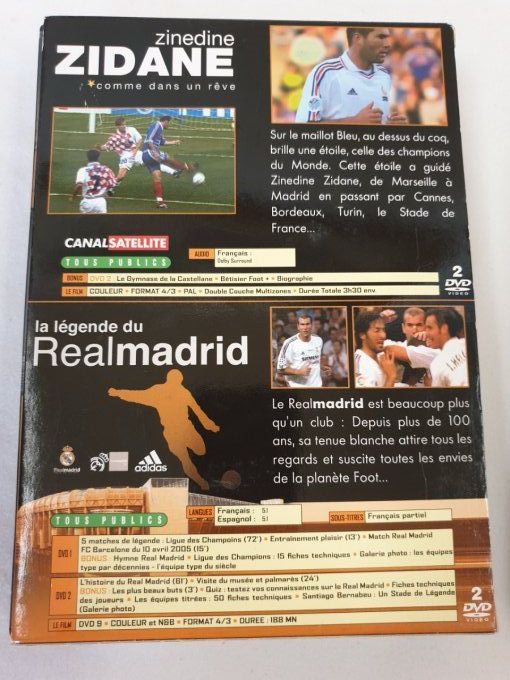 zinedine
ZIDANE
comme dans un rêve
Sur le maillot Bleu, au dessus du coq,
brille une étoile, celle des champions
du Monde. Cette étoile a guidé
Zinedine Zidane, de Marseille à
Madrid en passant par Cannes,
Bordeaux, Turin, le Stade de
France...
CANALSATELLITE
TOUS PUBLICS
AUDIO Français :
Dolby Surround
BONUS DVD 2 : Le Gymnase de la Castellane • Bêtisier Foot + • Biographie
LE FILM COULEUR • FORMAT 4/3 • PAL • Double Couche Multizones • Durée Totale 3h30 env.
2
DVD
VIDEO
la légende du
Realmadrid
Le Realmadrid est beaucoup plus
qu'un club : Depuis plus de 100
ans, sa tenue blanche attire tous les
regards et suscite toutes les envies
de la planète Foot...
Realmadrid
adidas
TOUS PUBLICS
LANGUES Français : 5.1
Espagnol : 5.1
SOUS-TITRES Français partiel
DVD 1
5 matches de légende : Ligue des Champoins (72') • Entrainement plaisir (13') • Match Real Madrid
FC Barcelone du 10 avril 2005 (15')
BONUS : Hymne Real Madrid • Ligue des Champions : 15 fiches techniques • Galerie photo : les équipes
type par décennies - l'équipe type du siècle
DVD 2
L'histoire du Real Madrid (61') • Visite du musée et palmarès (24')
BONUS : Les plus beaux buts (3') • Quiz : testez vos connaissances sur le Real Madrid • Fiches techniques
des joueurs • Les équipes titrées : 50 fiches techniques • Santiago Bernabeu : Un Stade de Légende
(Galerie photo)
LE FILM DVD 9 • COULEUR et N&B • FORMAT 4/3 • DUREE : 188 MN
2
DVD
VIDEO